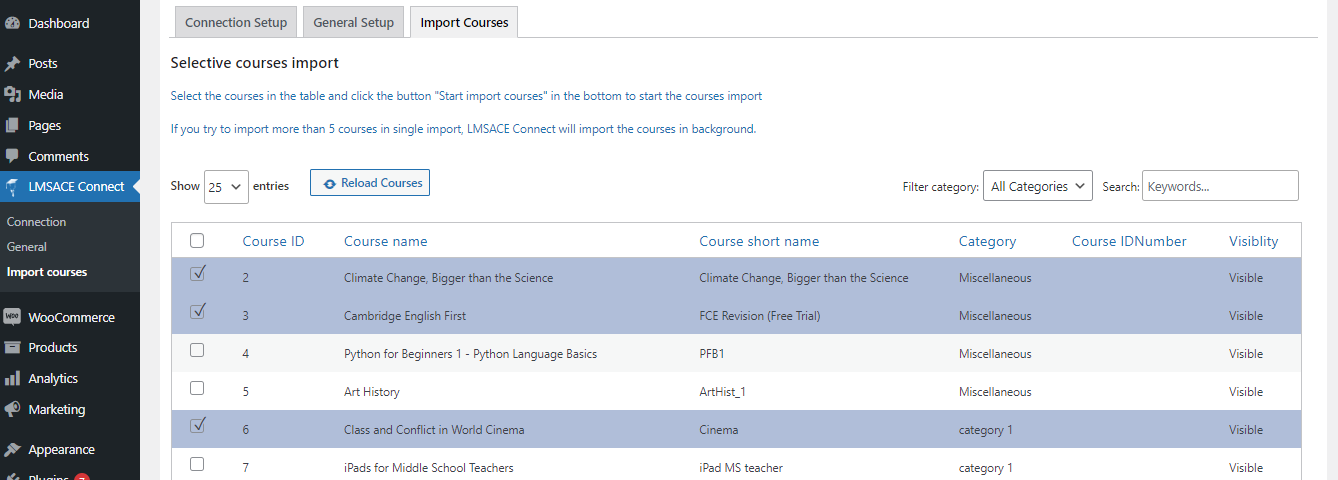 Dashboard
Posts
Media
Pages
Comments
LMSACE Connect
Connection
General
Import courses
WooCommerce
Products
Analytics
Marketing
Appearance
Plugins 7
Connection Setup General Setup Import Courses
Selective courses import
Select the courses in the table and click the button "Start import courses" in the bottom to start the courses import
If you try to import more than 5 courses in single import, LMSACE Connect will import the courses in background.
Show 25 entries Reload Courses Filter category: All Categories Search: Keywords...
Course ID Course name Course short name Category Course IDNumber Visiblity
2 Climate Change, Bigger than the Science Climate Change, Bigger than the Science Miscellaneous Visible
3 Cambridge English First FCE Revision (Free Trial) Miscellaneous Visible
4 Python for Beginners 1 - Python Language Basics PFB1 Miscellaneous Visible
5 Art History ArtHist_1 Miscellaneous Visible
6 Class and Conflict in World Cinema Cinema category 1 Visible
7 iPads for Middle School Teachers iPad MS teacher category 1 Visible